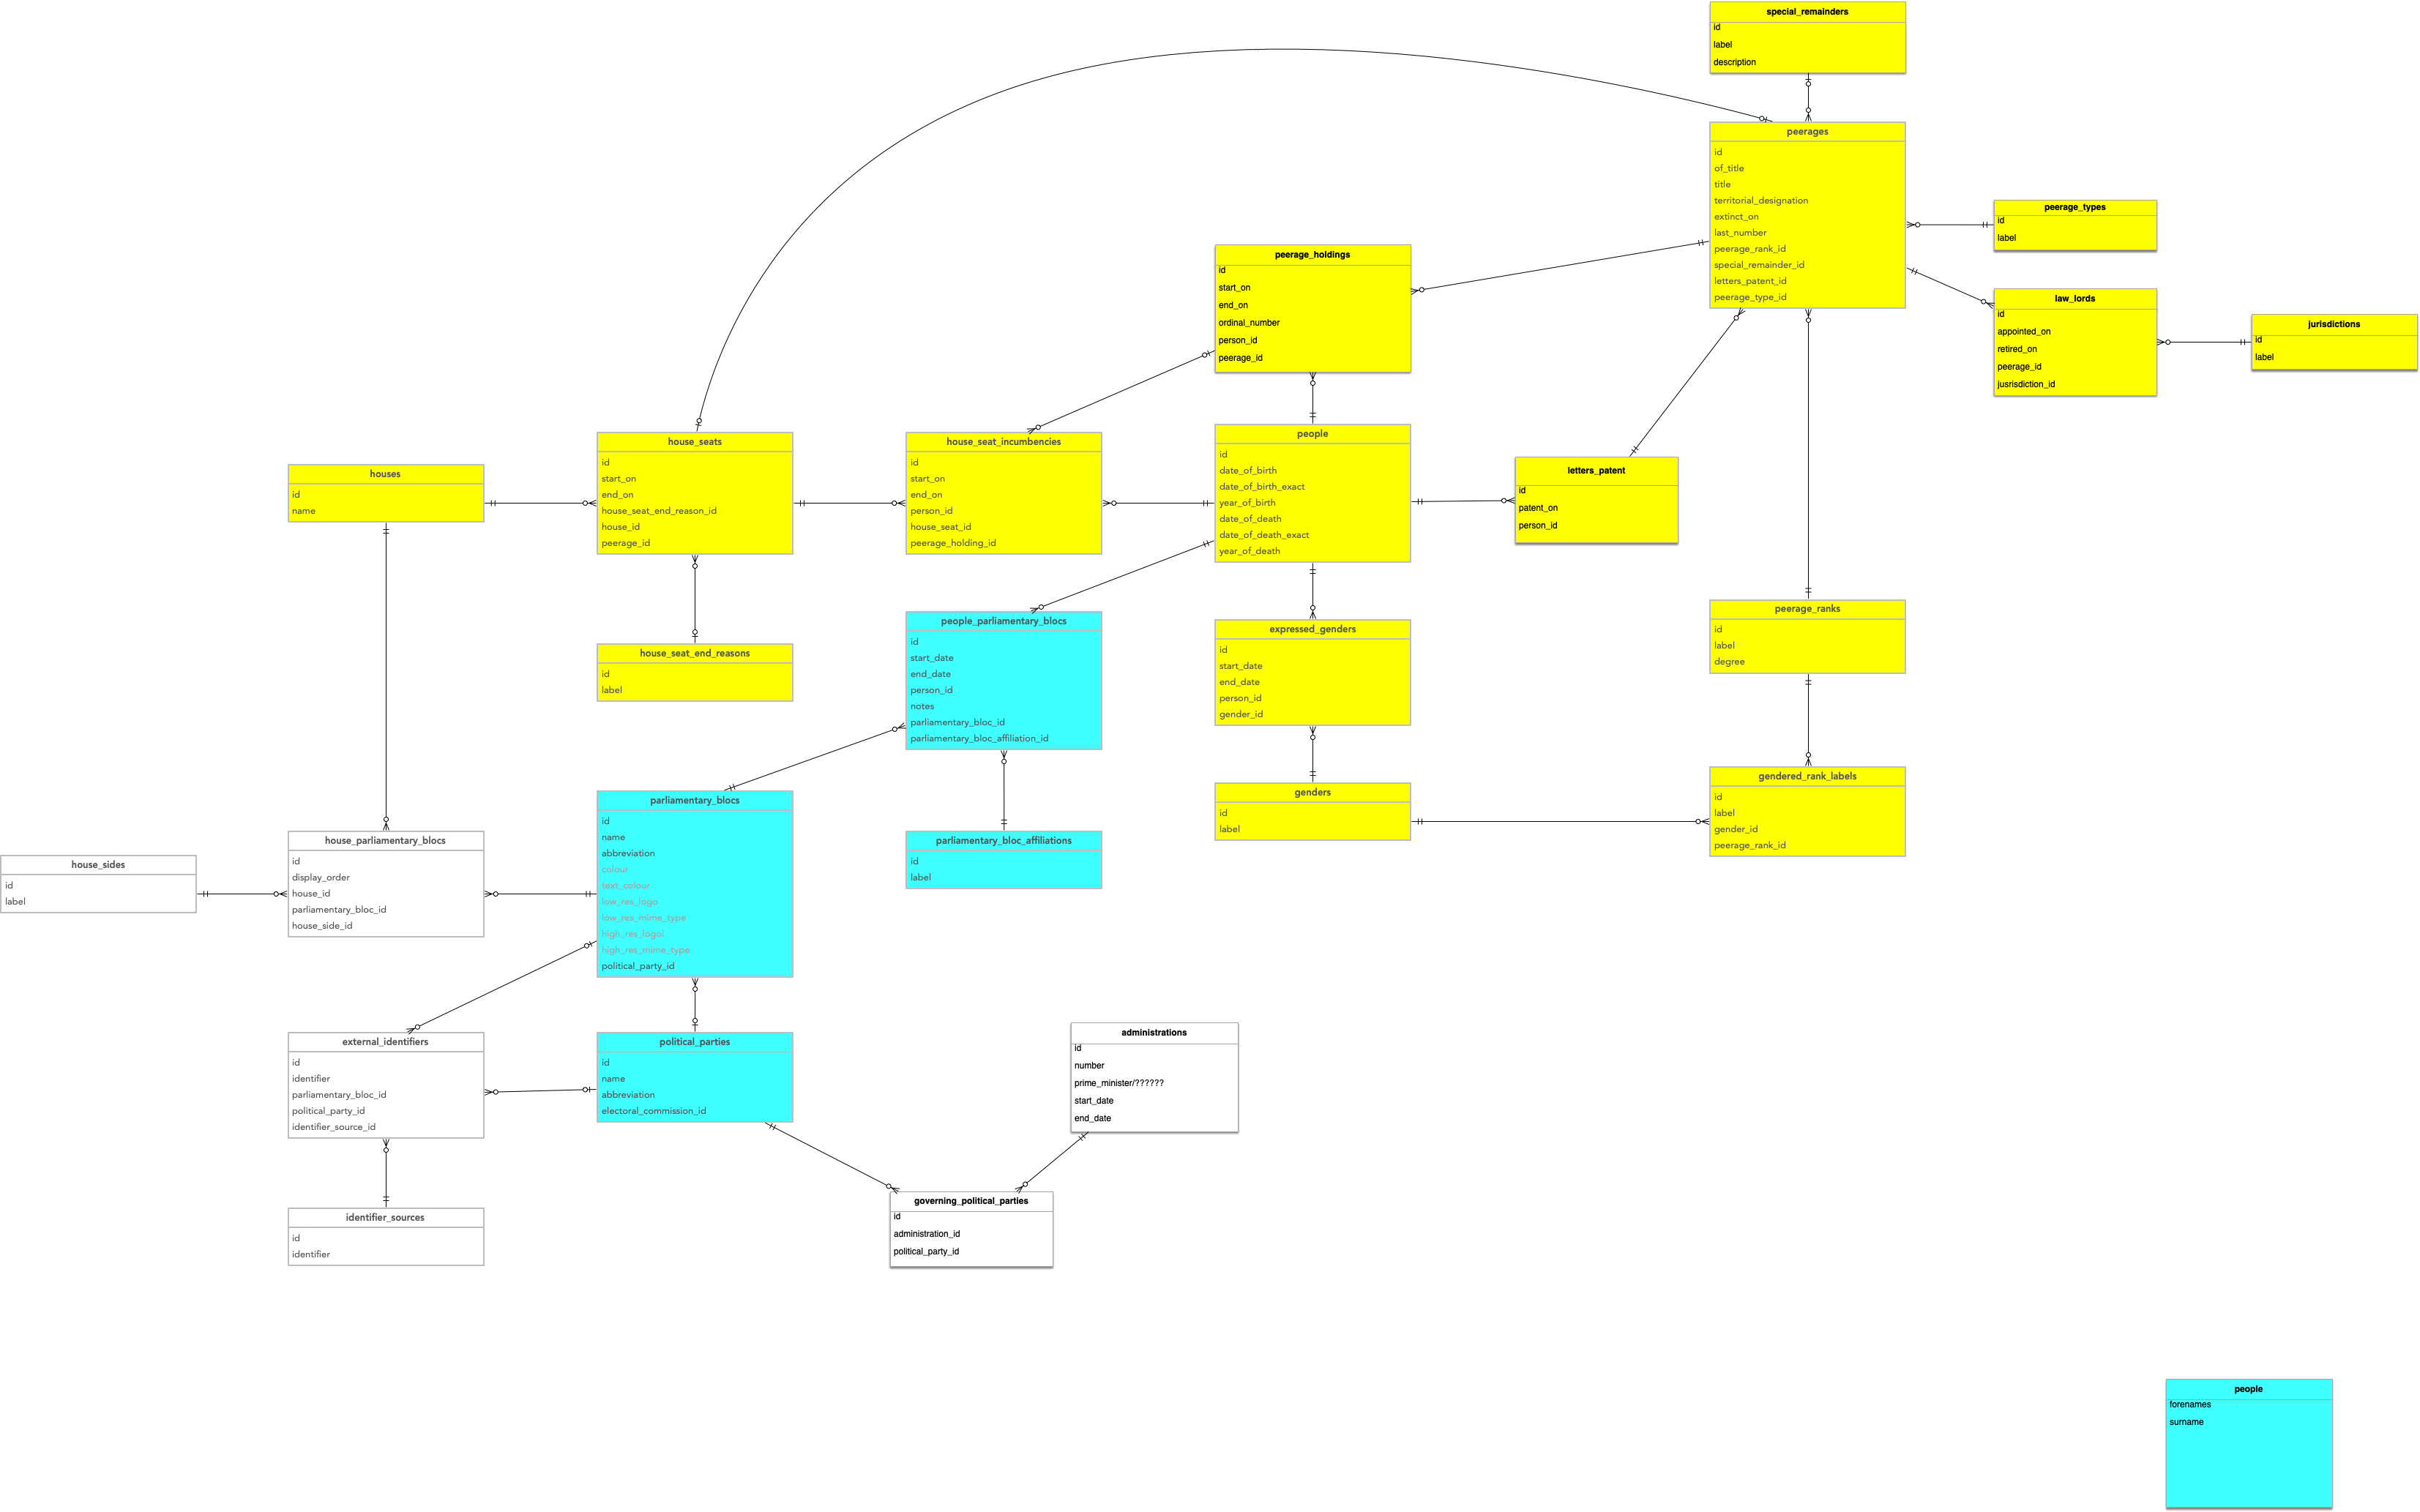 special_remainders
id
label
description
peerages
id
of_title
title
territorial_designation
extinct_on
last_number
peerage_rank_id
special_remainder_id
letters_patent_id
peerage_type_id
peerage_types
id
label
law_lords
id
appointed_on
retired_on
peerage_id
jusrisdiction_id
jurisdictions
id
label
peerage_holdings
id
start_on
end_on
ordinal_number
person_id
peerage_id
houses
id
name
house_seats
id
start_on
end_on
house_seat_end_reason_id
house_id
peerage_id
house_seat_incumbencies
id
start_on
end_on
person_id
house_seat_id
peerage_holding_id
people
id
date_of_birth
date_of_birth_exact
year_of_birth
date_of_death
date_of_death_exact
year_of_death
letters_patent
id
patent_on
person_id
house_seat_end_reasons
id
label
people_parliamentary_blocs
id
start_date
end_date
person_id
notes
parliamentary_bloc_id
parliamentary_bloc_affiliation_id
expressed_genders
id
start_date
end_date
person_id
gender_id
peerage_ranks
id
label
degree
genders
id
label
gendered_rank_labels
id
label
gender_id
peerage_rank_id
house_sides
id
label
house_parliamentary_blocs
id
display_order
house_id
parliamentary_bloc_id
house_side_id
parliamentary_blocs
id
name
abbreviation
colour
text_colour
low_res_logo
low_res_mime_type
high_res_logoi
high_res_mime_type
political_party_id
parliamentary_bloc_affiliations
id
label
external_identifiers
id
identifier
parliamentary_bloc_id
political_party_id
identifier_source_id
political_parties
id
name
abbreviation
electoral_commission_id
administrations
id
number
prime_minister/??????
start_date
end_date
identifier_sources
id
identifier
governing_political_parties
id
administration_id
political_party_id
people
forenames
surname